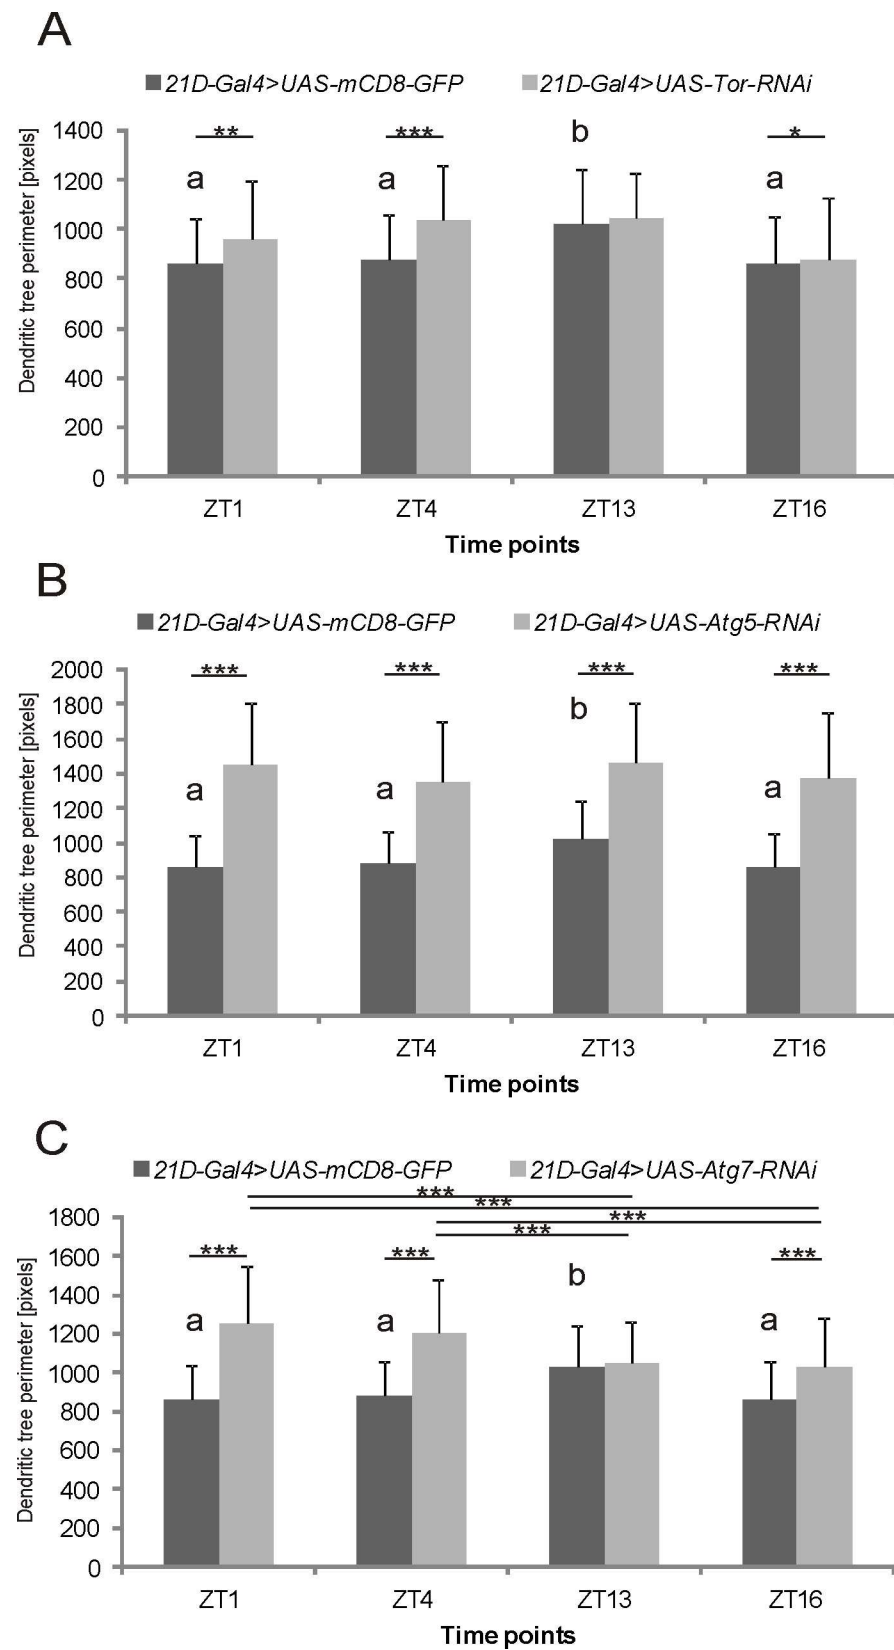 A
21D-Gal4>UAS-mCD8-GFP 21D-Gal4>UAS-Tor-RNAi
Dendritic tree perimeter [pixels]
1400
1200
1000
800
600
400
200
0
** *** *
a a b a
ZT1 ZT4 ZT13 ZT16
Time points
B
21D-Gal4>UAS-mCD8-GFP 21D-Gal4>UAS-Atg5-RNAi
Dendritic tree perimeter [pixels]
2000
1800
1600
1400
1200
1000
800
600
400
200
0
*** *** *** ***
a a b a
ZT1 ZT4 ZT13 ZT16
Time points
C
21D-Gal4>UAS-mCD8-GFP 21D-Gal4>UAS-Atg7-RNAi
***
***
***
***
Dendritic tree perimeter [pixels]
1800
1600
1400
1200
1000
800
600
400
200
0
*** *** ***
a a b a
ZT1 ZT4 ZT13 ZT16
Time points